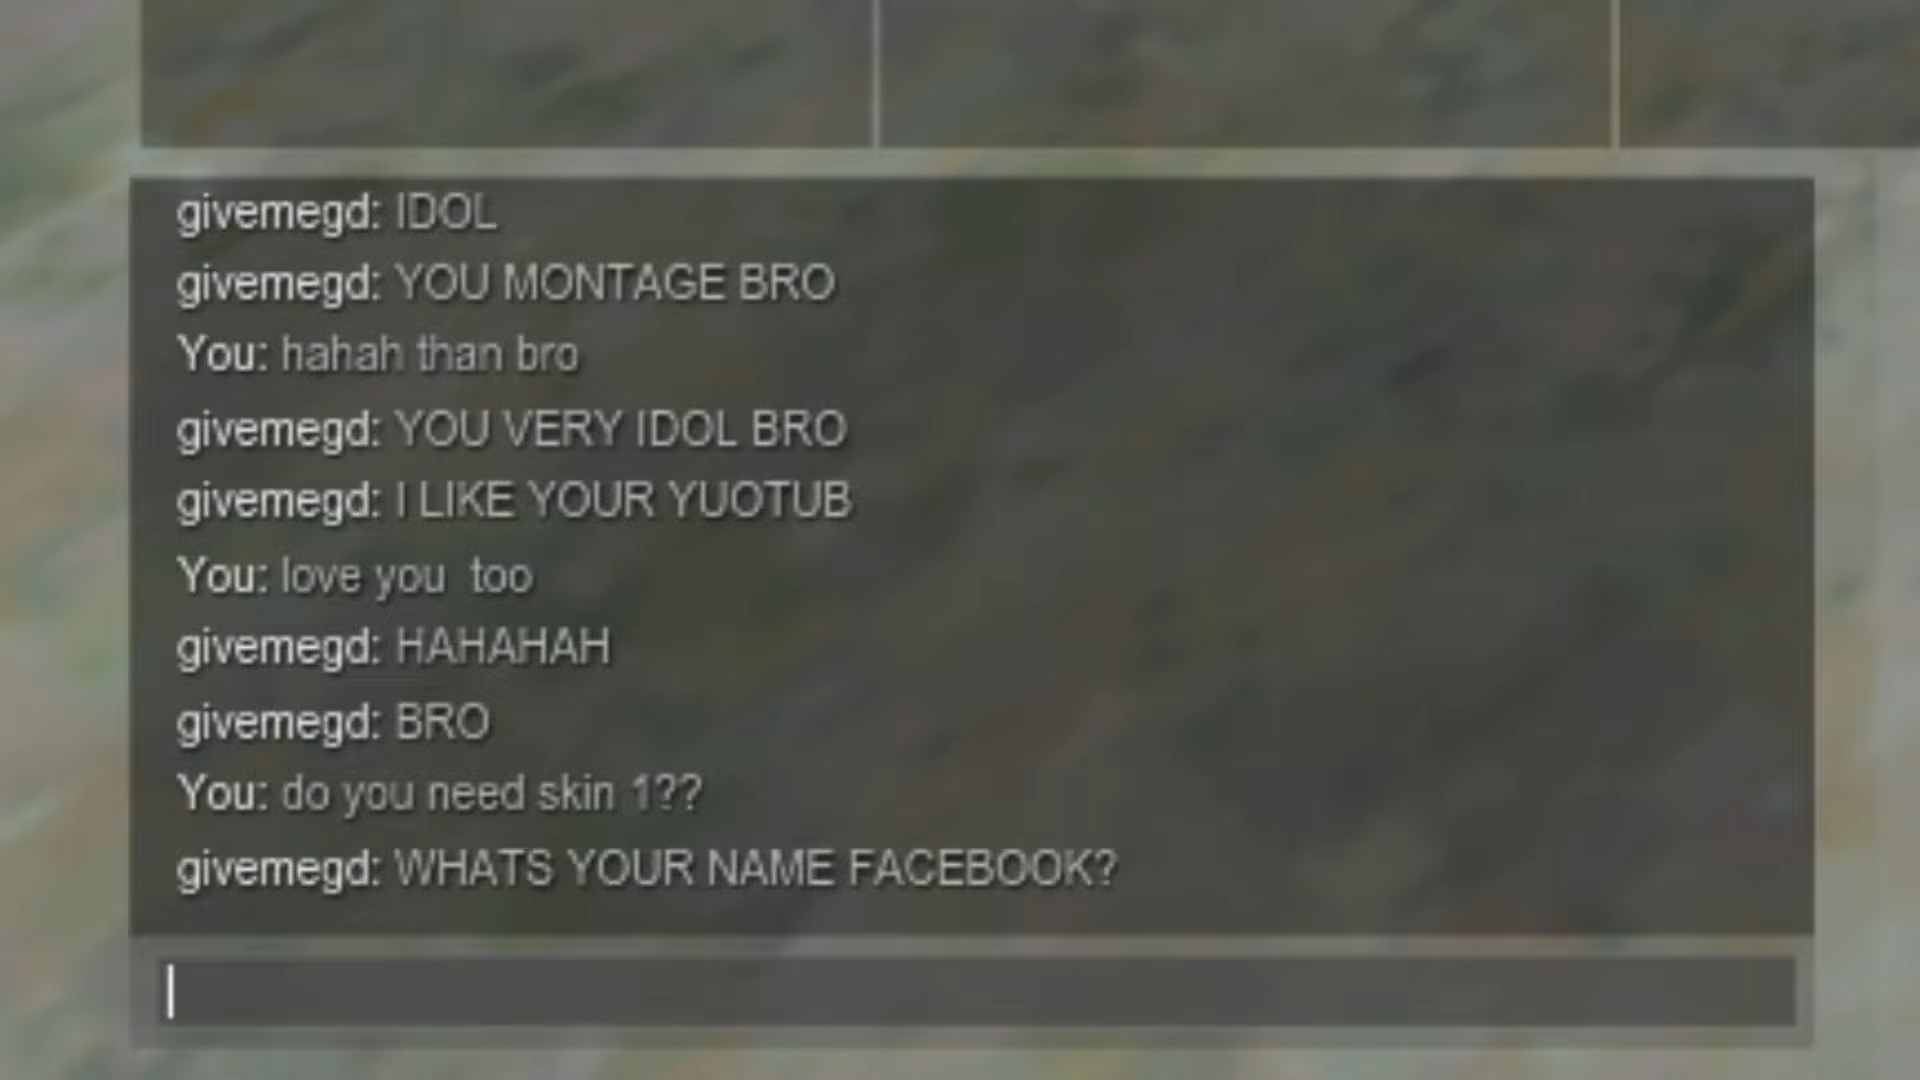 givemegd: IDOL
givemegd: YOU MONTAGE BRO
You: hahah than bro
givemegd: YOU VERY IDOL BRO
givemegd: I LIKE YOUR YUOTUB
You: love you  too
givemegd: HAHAHAH
givemegd: BRO
You: do you need skin 1??
givemegd: WHATS YOUR NAME FACEBOOK?